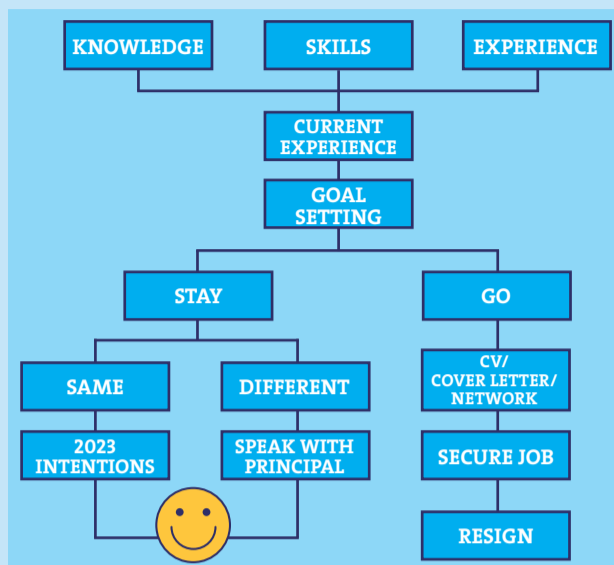 KNOWLEDGE
SKILLS
EXPERIENCE
CURRENT
EXPERIENCE
GOAL
SETTING
STAY
GO
SAME
DIFFERENT
CV/
COVER LETTER/
NETWORK
2023
INTENTIONS
SPEAK WITH
PRINCIPAL
SECURE JOB
RESIGN